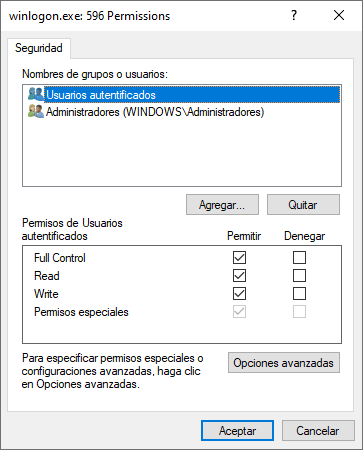 winlogon.exe: 596 Permissions
Seguridad
Nombres de grupos o usuarios:
Usuarios autentificados
Administradores (WINDOWS\Administradores)
Agregar...
Quitar
Permisos de Usuarios
autentificados
Permitir
Denegar
Full Control
Read
Write
Permisos especiales
Para especificar permisos especiales o
configuraciones avanzadas, haga clic
en Opciones avanzadas.
Opciones avanzadas
Aceptar
Cancelar